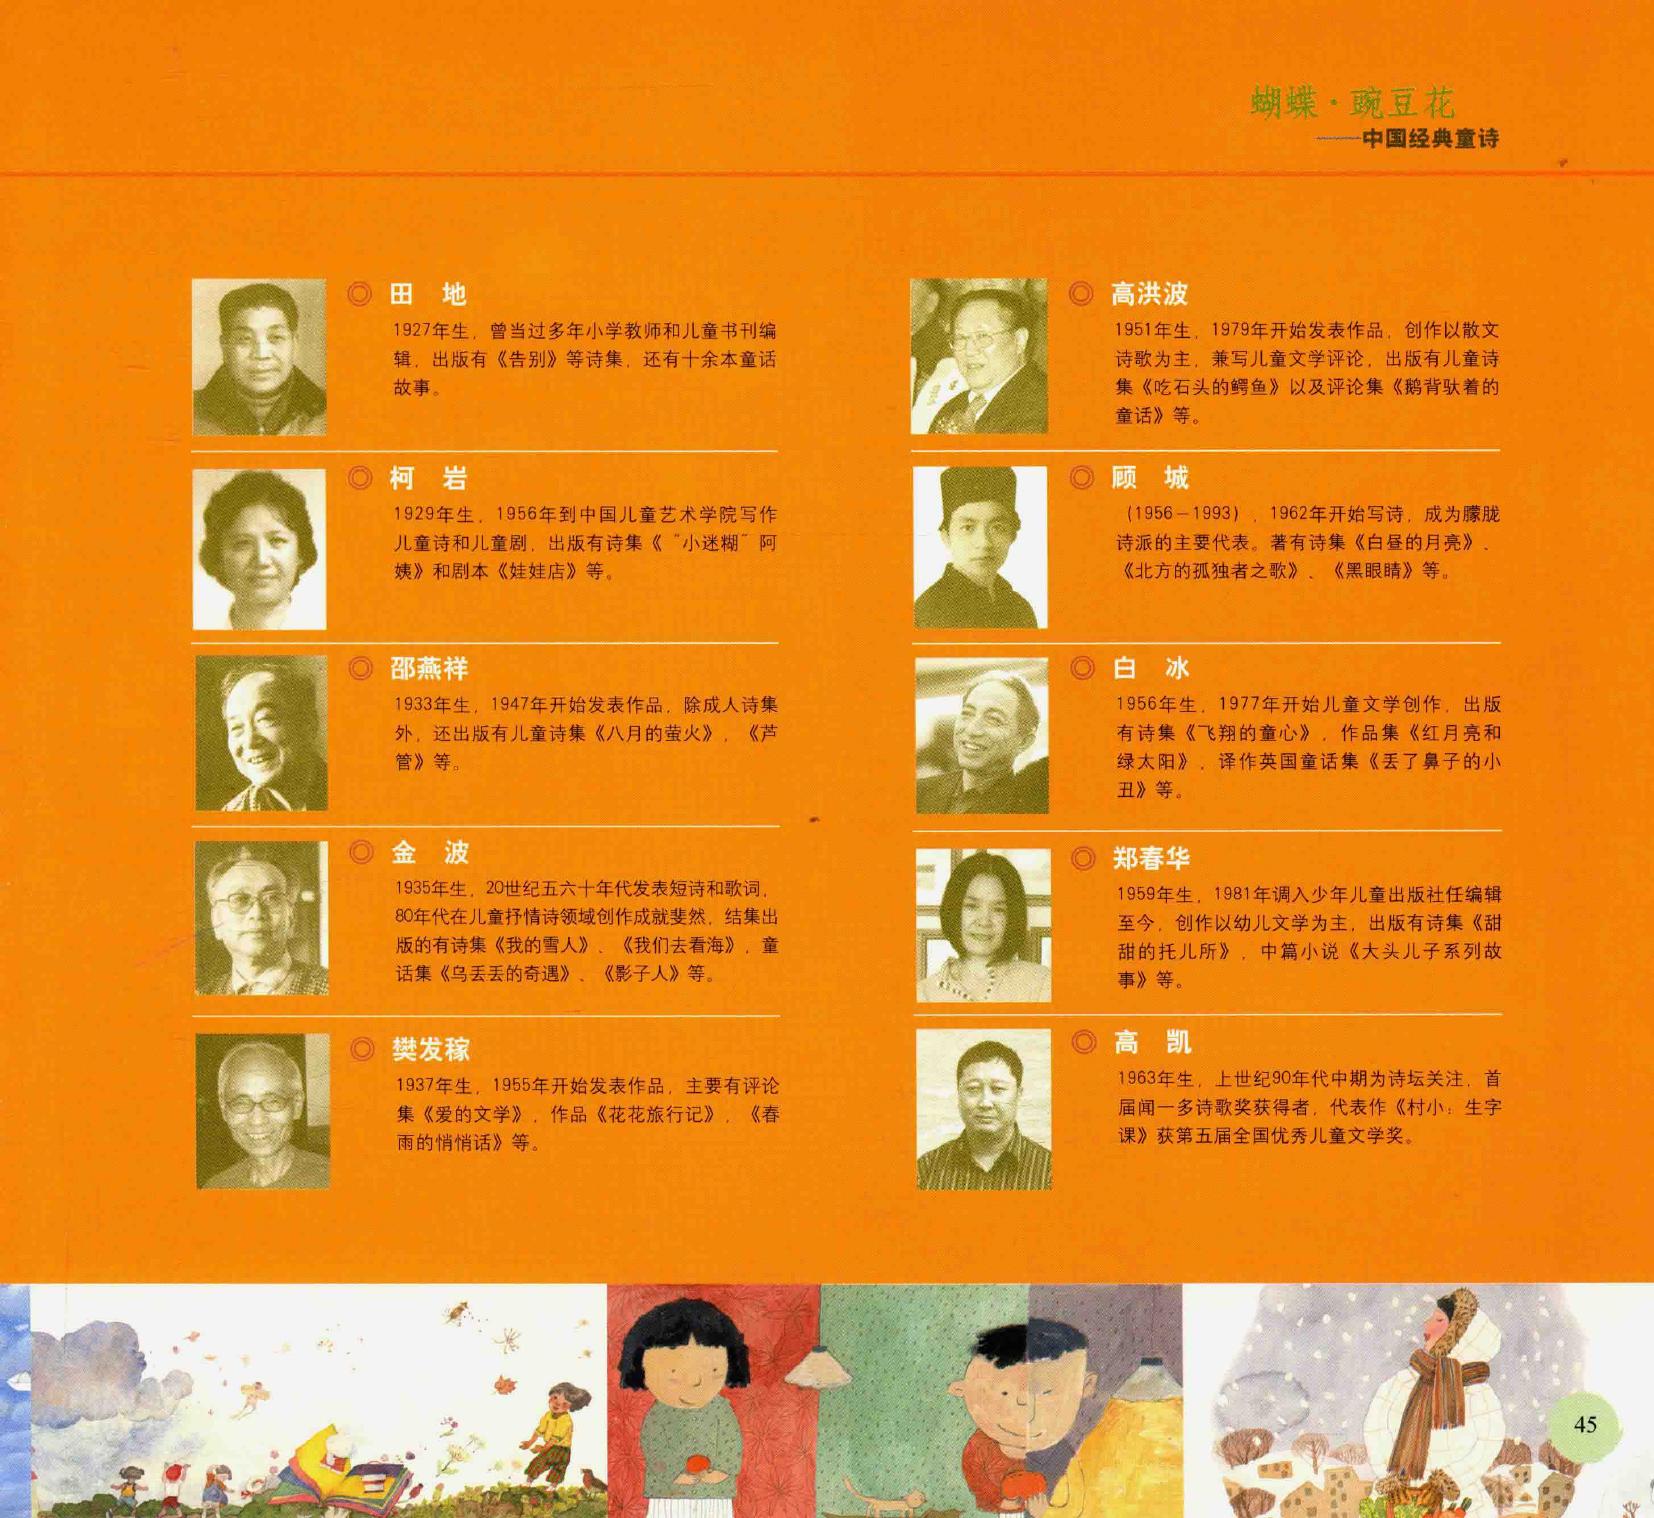 蝴蝶·豌豆花
——中国经典童诗
田 地
1927年生，曾当过多年小学教师和儿童书刊编
辑，出版有《告别》等诗集，还有十余本童话
故事。
柯 岩
1929年生，1956年到中国儿童艺术学院写作
儿童诗和儿童剧，出版有诗集《“小迷糊”阿
姨》和剧本《娃娃店》等。
邵燕祥
1933年生，1947年开始发表作品，除成人诗集
外，还出版有儿童诗集《八月的萤火》，《芦
管》等。
金 波
1935年生，20世纪五六十年代发表短诗和歌词，
80年代在儿童抒情诗领域创作成就斐然，结集出
版的有诗集《我的雪人》、《我们去看海》，童
话集《乌丢丢的奇遇》、《影子人》等。
樊发稼
1937年生，1955年开始发表作品，主要有评论
集《爱的文学》，作品《花花旅行记》，《春
雨的悄悄话》等。
高洪波
1951年生，1979年开始发表作品，创作以散文
诗歌为主，兼写儿童文学评论，出版有儿童诗
集《吃石头的鳄鱼》以及评论集《鹅背驮着的
童话》等。
顾 城
（1956－1993），1962年开始写诗，成为朦胧
诗派的主要代表。著有诗集《白昼的月亮》、
《北方的孤独者之歌》、《黑眼睛》等。
白 冰
1956年生，1977年开始儿童文学创作，出版
有诗集《飞翔的童心》，作品集《红月亮和
绿太阳》，译作英国童话集《丢了鼻子的小
丑》等。
郑春华
1959年生，1981年调入少年儿童出版社任编辑
至今，创作以幼儿文学为主，出版有诗集《甜
甜的托儿所》，中篇小说《大头儿子系列故
事》等。
高 凯
1963年生，上世纪90年代中期为诗坛关注，首
届闻一多诗歌奖获得者，代表作《村小：生字
课》获第五届全国优秀儿童文学奖。
45